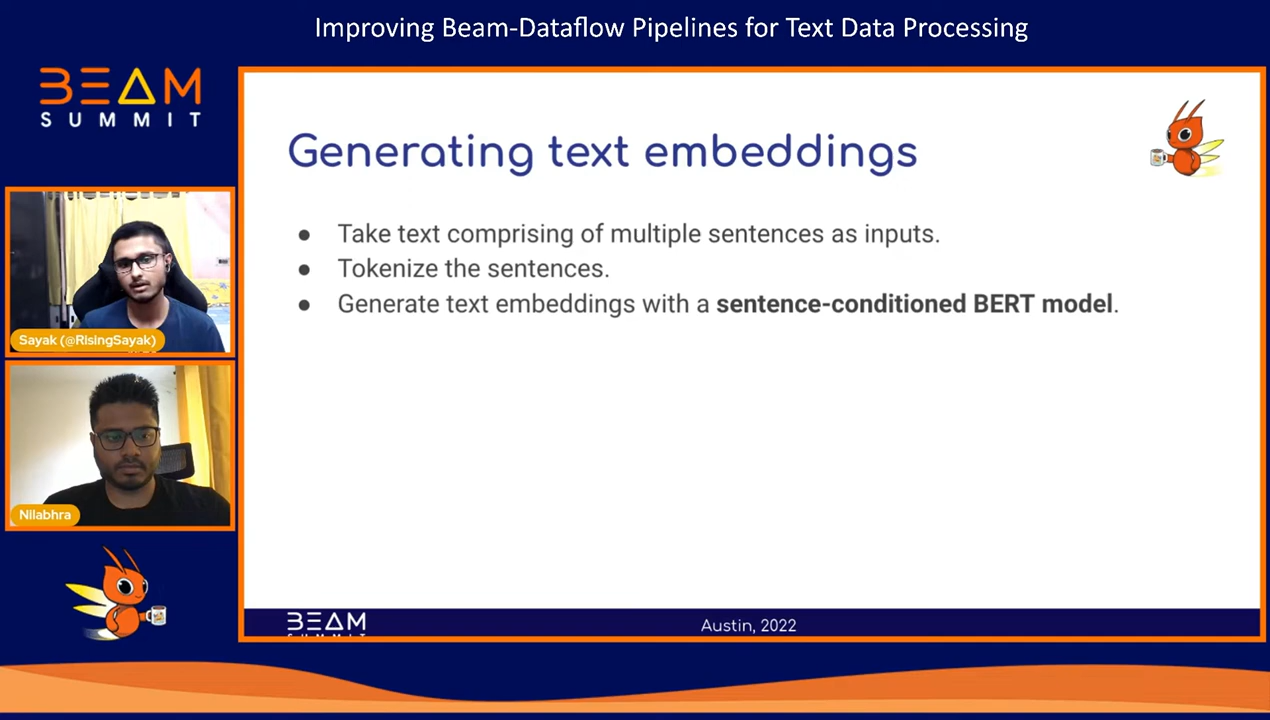 Improving Beam-Dataflow Pipelines for Text Data Processing
BEAM
SUMMIT
Generating text embeddings
● Take text comprising of multiple sentences as inputs.
● Tokenize the sentences.
● Generate text embeddings with a sentence-conditioned BERT model.
Sayak (@RisingSayak)
Nilabhra
BEAM
SUMMIT
Austin, 2022